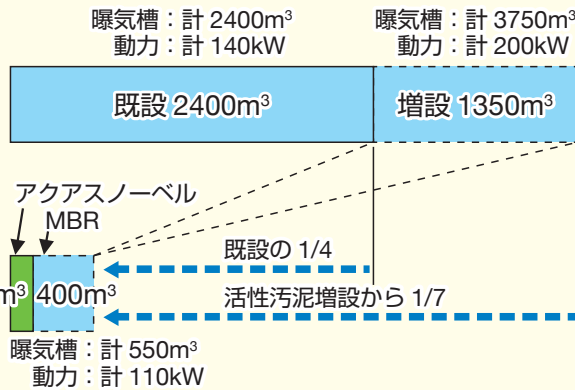 曝気槽：計 2400m³
動力：計 140kW
曝気槽：計 3750m³
動力：計 200kW
既設 2400m³
増設 1350m³
アクアスノーベル
MBR
既設の 1/4
m³ 400m³
活性汚泥増設から 1/7
曝気槽：計 550m³
動力：計 110kW